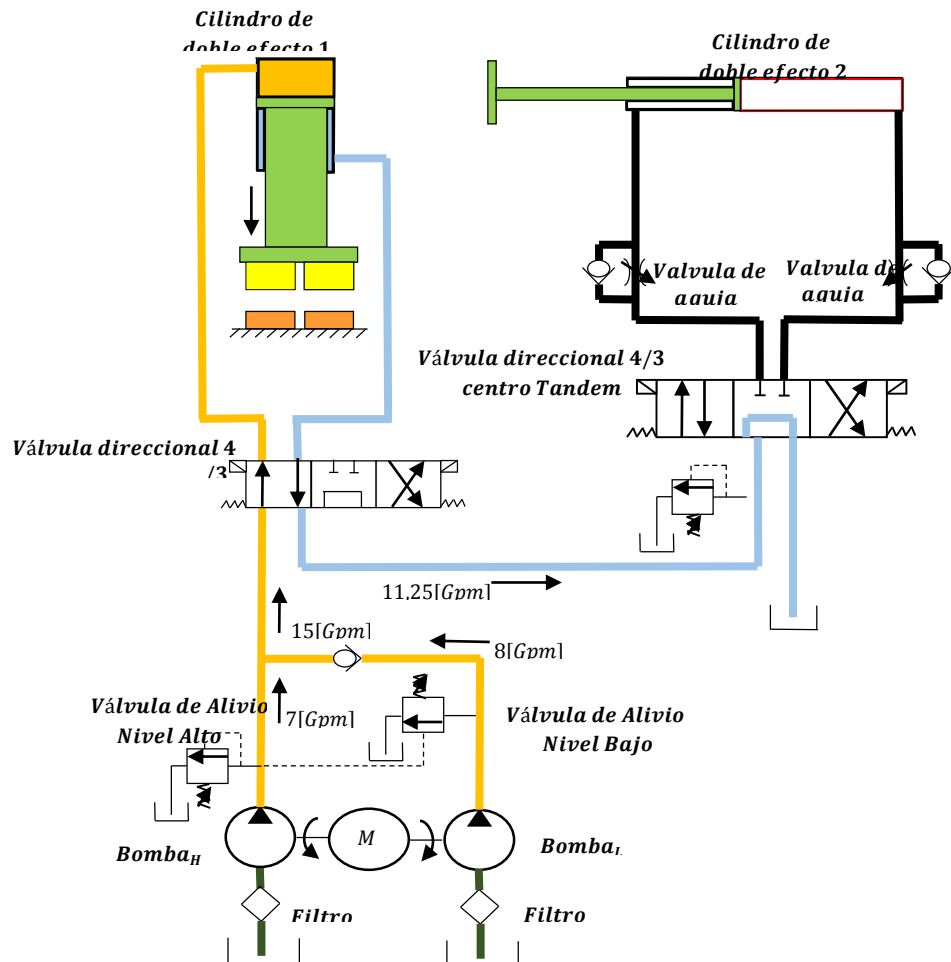 Cilindro de
doble efecto 1
Cilindro de
doble efecto 2
Valvula de
aguja
Valvula de
aguja
Válvula direccional 4/3
centro Tandem
Válvula direccional 4
/3
11,25[Gpm]
15[Gpm]
8[Gpm]
7[Gpm]
Válvula de Alivio
Nivel Alto
Válvula de Alivio
Nivel Bajo
M
Bomba_H
Bomba_L
Filtro
Filtro